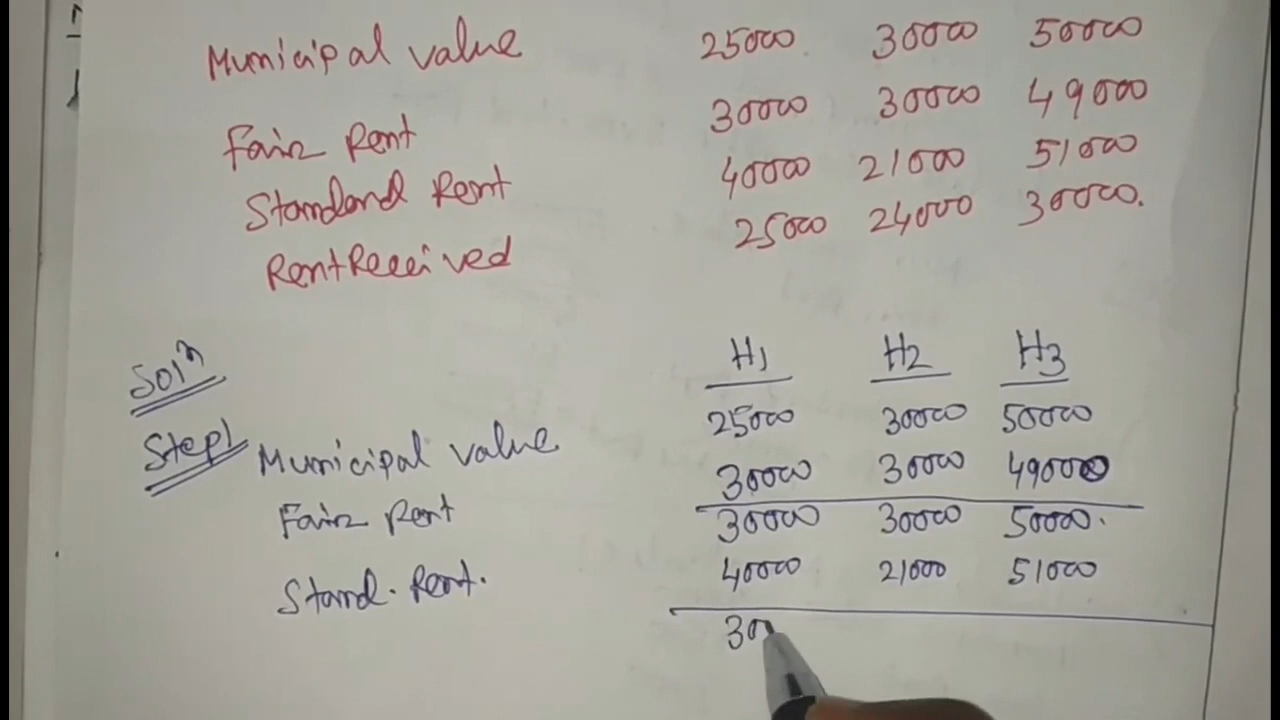 Municipal value 25000 30000 50000
Fair Rent 30000 30000 49000
Standard Rent 40000 21000 51000
Rent Received 25000 24000 30000.
Solⁿ H1 H2 H3
Step1 Municipal value 25000 30000 50000
Fair Rent 30000 30000 49000
30000 30000 50000.
Stand. Rent. 40000 21000 51000
30